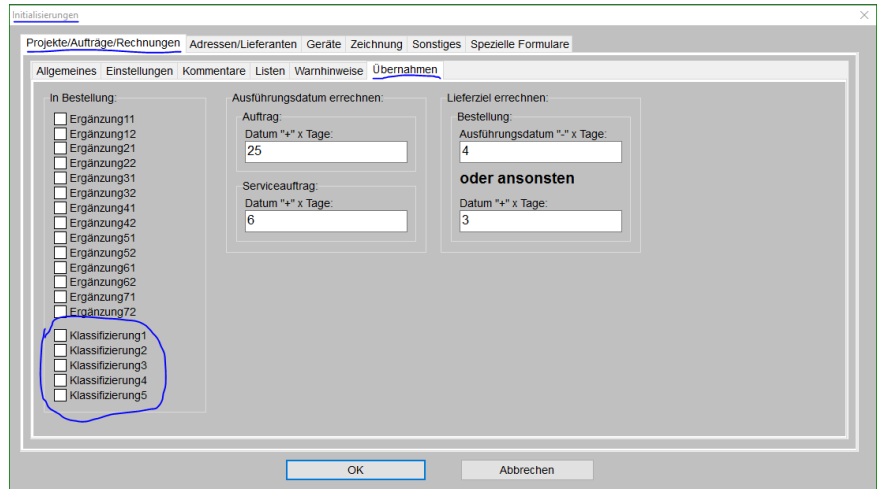 Initialisierungen
Projekte/Aufträge/Rechnungen Adressen/Lieferanten Geräte Zeichnung Sonstiges Spezielle Formulare
Allgemeines Einstellungen Kommentare Listen Warnhinweise Übernahmen
In Bestellung:
Ergänzung11
Ergänzung12
Ergänzung21
Ergänzung22
Ergänzung31
Ergänzung32
Ergänzung41
Ergänzung42
Ergänzung51
Ergänzung52
Ergänzung61
Ergänzung62
Ergänzung71
Ergänzung72
Klassifizierung1
Klassifizierung2
Klassifizierung3
Klassifizierung4
Klassifizierung5
Ausführungsdatum errechnen:
Auftrag:
Datum "+" x Tage:
25
Serviceauftrag:
Datum "+" x Tage:
6
Lieferziel errechnen:
Bestellung:
Ausführungsdatum "-" x Tage:
4
oder ansonsten
Datum "+" x Tage:
3
OK Abbrechen